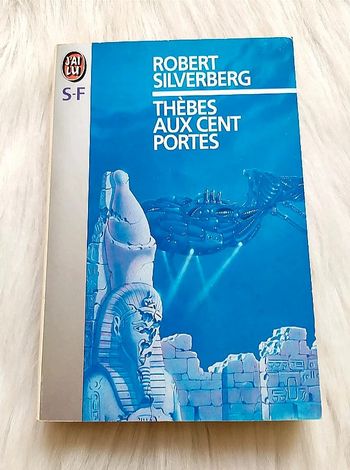 J'AI
LU
S-F
ROBERT
SILVERBERG
THÈBES
AUX CENT
PORTES